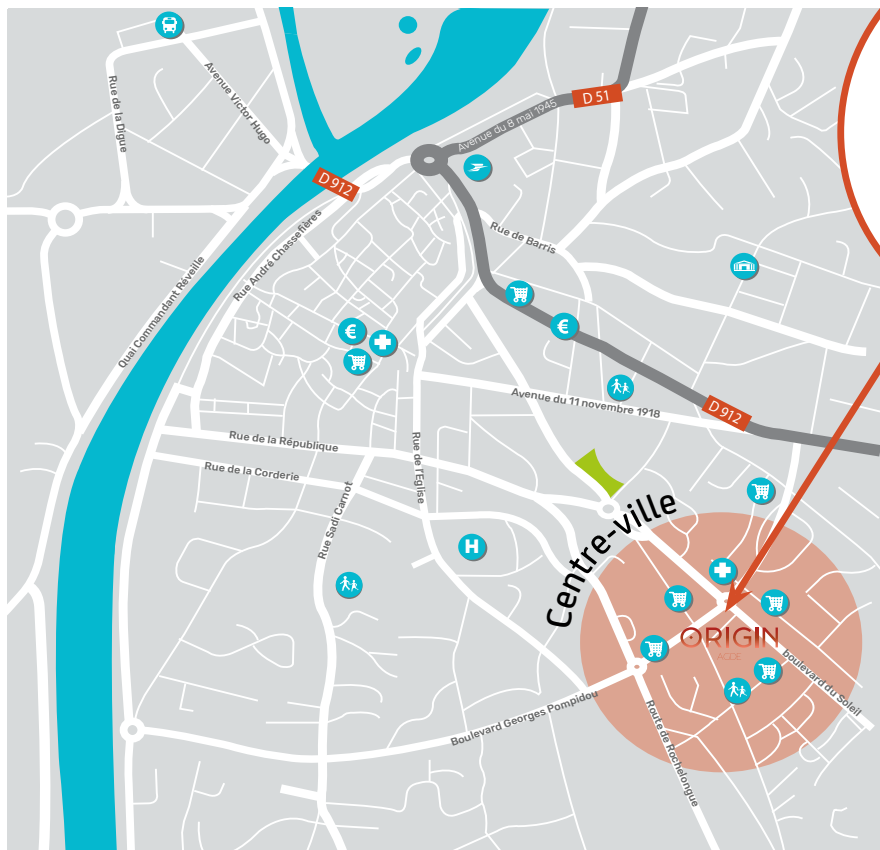 Avenue Victor Hugo
Rue de la Digue
D 51
Avenue du 8 mai 1945
D 912
Rue de Barris
Rue André Chassefières
Quai Commandant Réveille
€
€
Avenue du 11 novembre 1918
D 912
Rue de la République
Rue de la Corderie
Rue de l'Eglise
Rue Sadi Carnot
H
Centre-ville
ORIGIN
AGDE
boulevard du Soleil
Boulevard Georges Pompidou
Route de Rochelongue